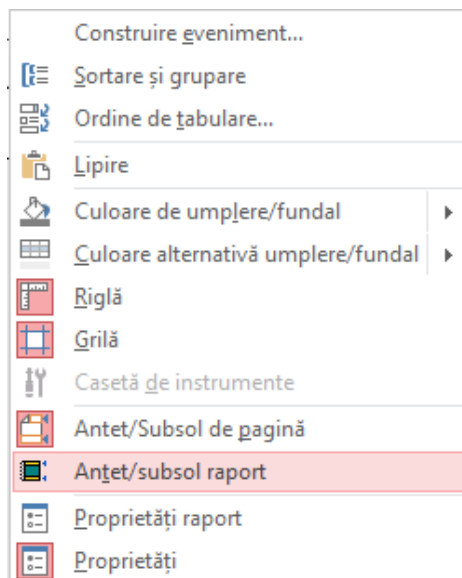 Construire eveniment...
Sortare și grupare
Ordine de tabulare...
Lipire
Culoare de umplere/fundal
Culoare alternativă umplere/fundal
Riglă
Grilă
Casetă de instrumente
Antet/Subsol de pagină
Antet/subsol raport
Proprietăți raport
Proprietăți